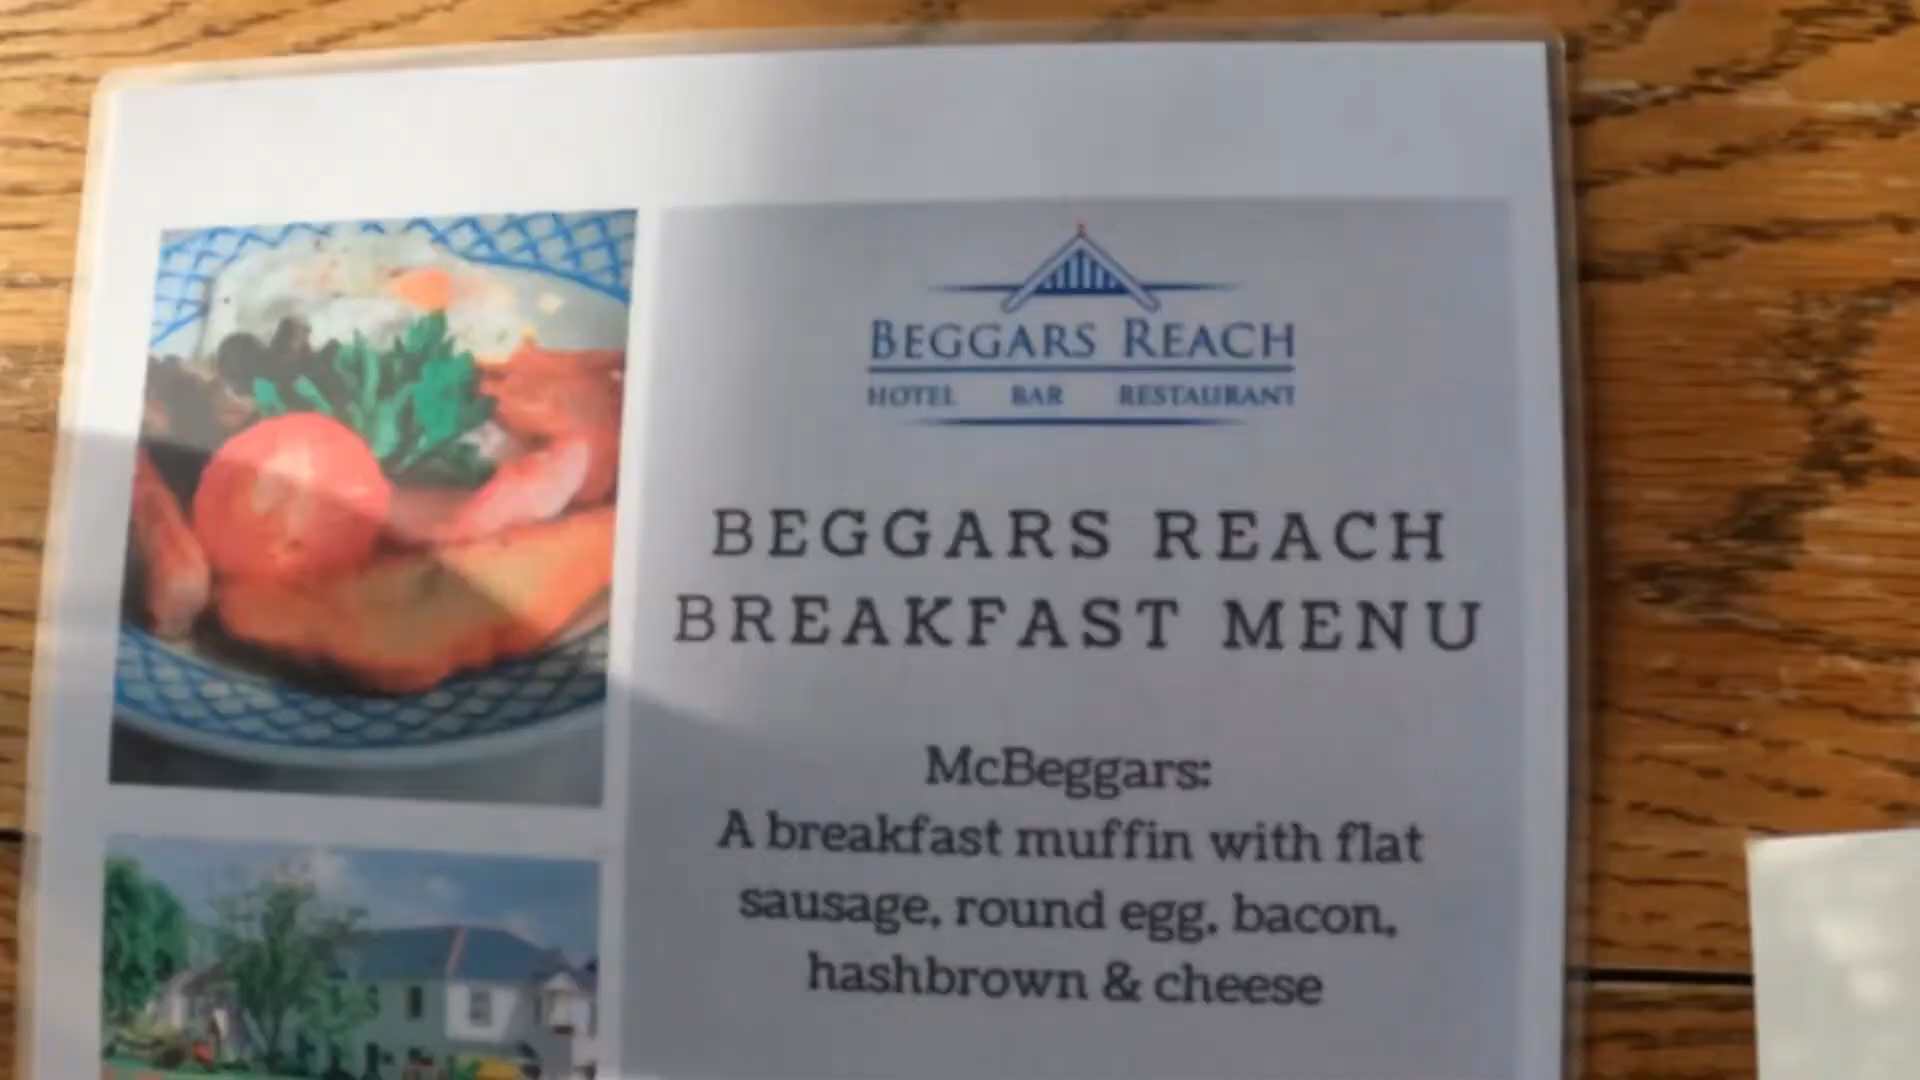 BEGGARS REACH
HOTEL BAR RESTAURANT
BEGGARS REACH
BREAKFAST MENU
McBeggars:
A breakfast muffin with flat
sausage, round egg, bacon,
hashbrown & cheese